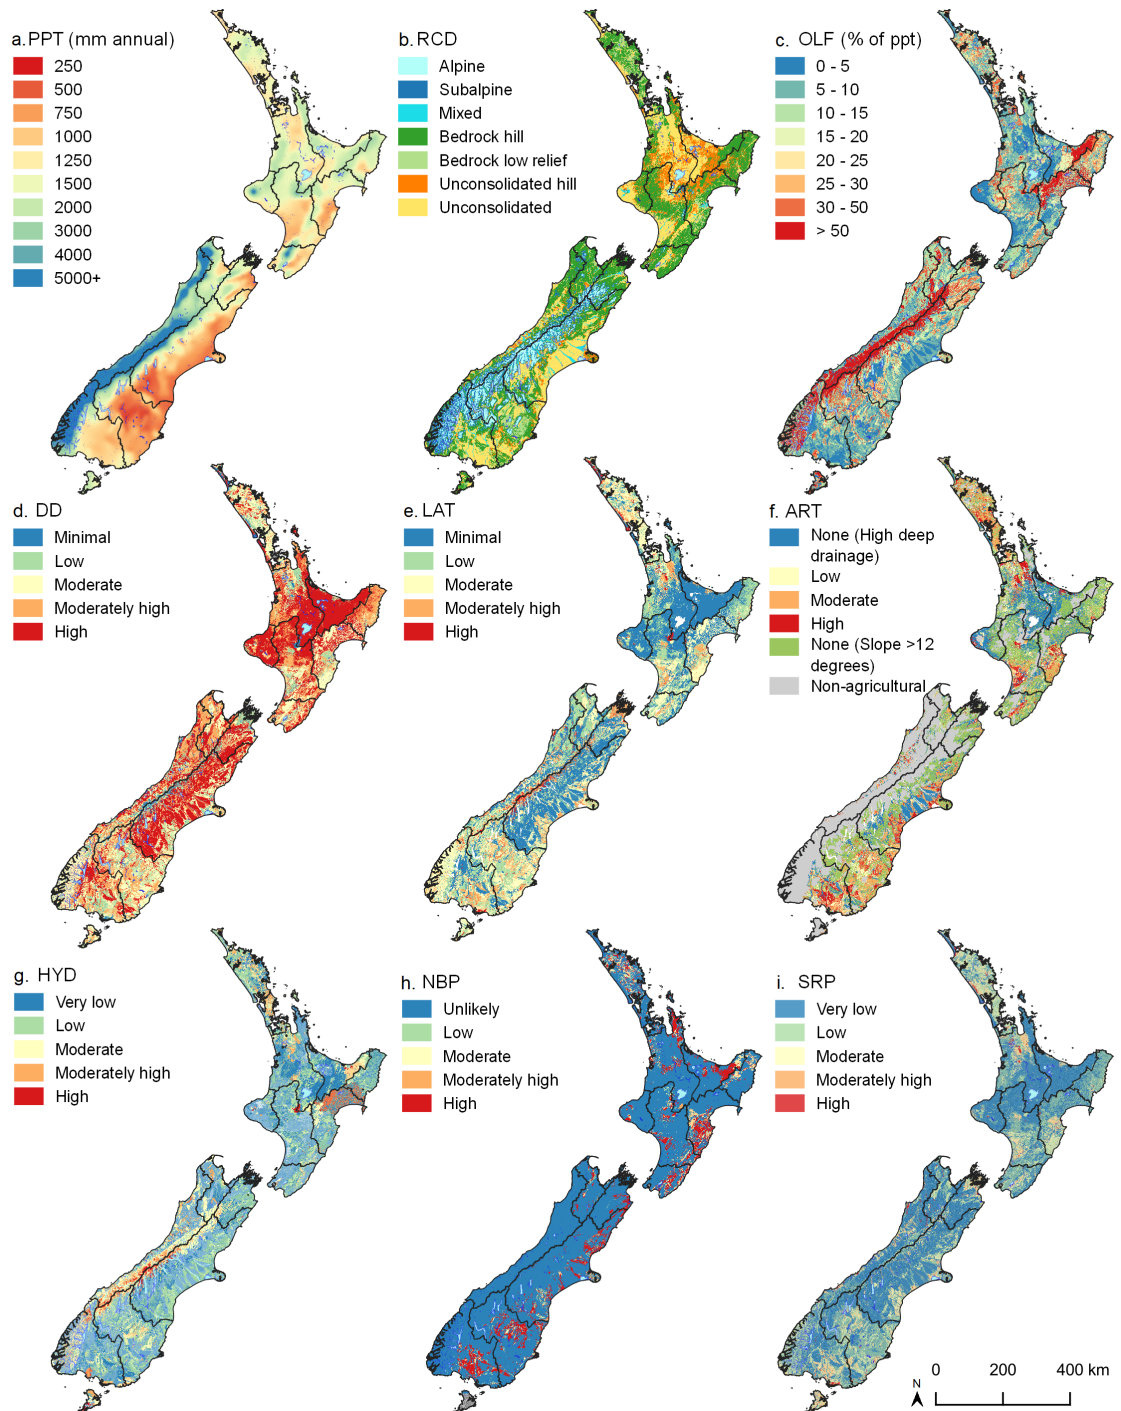 a. PPT (mm annual)
250
500
750
1000
1250
1500
2000
3000
4000
5000+
b. RCD
Alpine
Subalpine
Mixed
Bedrock hill
Bedrock low relief
Unconsolidated hill
Unconsolidated
c. OLF (% of ppt)
0 - 5
5 - 10
10 - 15
15 - 20
20 - 25
25 - 30
30 - 50
> 50
d. DD
Minimal
Low
Moderate
Moderately high
High
e. LAT
Minimal
Low
Moderate
Moderately high
High
f. ART
None (High deep
drainage)
Low
Moderate
High
None (Slope >12
degrees)
Non-agricultural
g. HYD
Very low
Low
Moderate
Moderately high
High
h. NBP
Unlikely
Low
Moderate
Moderately high
High
i. SRP
Very low
Low
Moderate
Moderately high
High
N
0 200 400 km